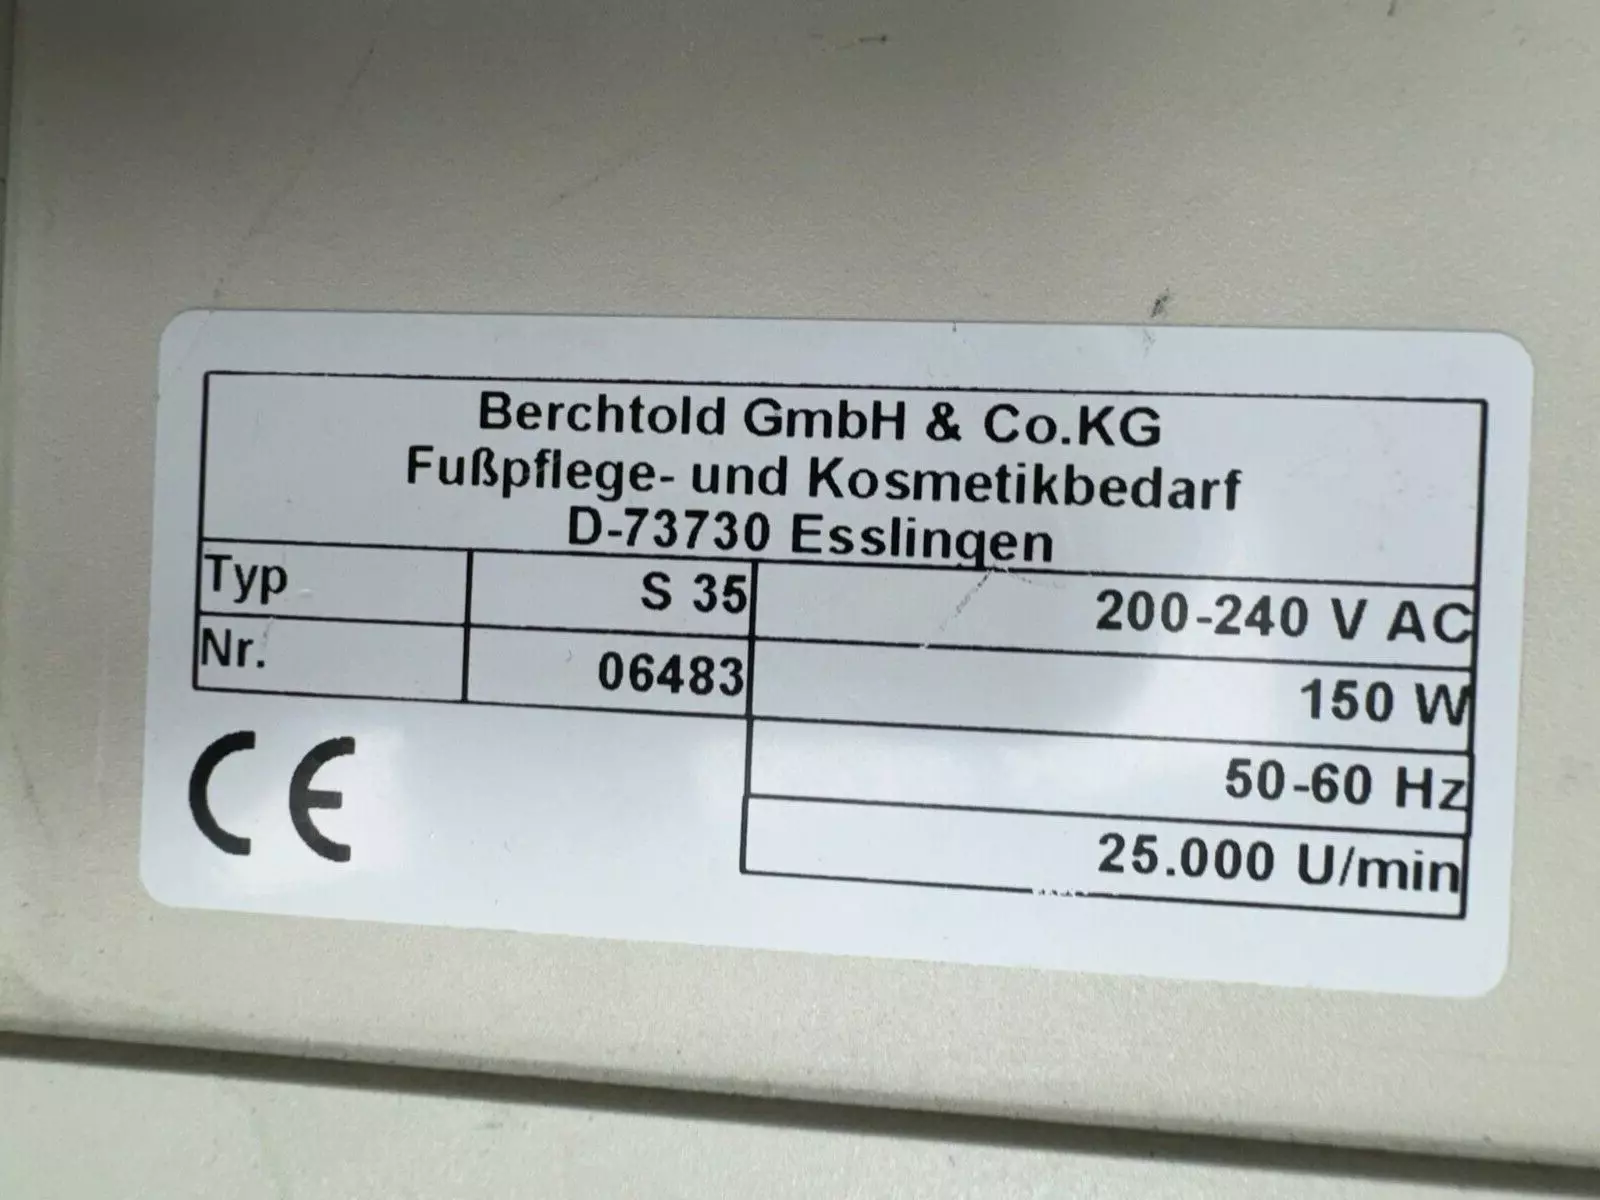 Berchtold GmbH & Co.KG
Fußpflege- und Kosmetikbedarf
D-73730 Esslingen
Typ S 35 200-240 V AC
Nr. 06483 150 W
50-60 Hz
25.000 U/min
CE